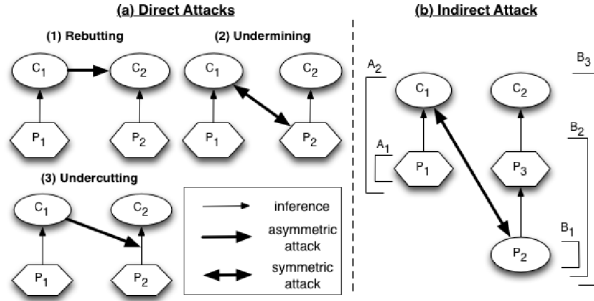 (a) Direct Attacks
(1) Rebutting
(2) Undermining
C1
C2
C1
C2
P1
P2
P1
P2
(3) Undercutting
C1
C2
P1
P2
inference
asymmetric
attack
symmetric
attack
(b) Indirect Attack
A2
B3
C1
C2
B2
A1
P1
P3
B1
P2